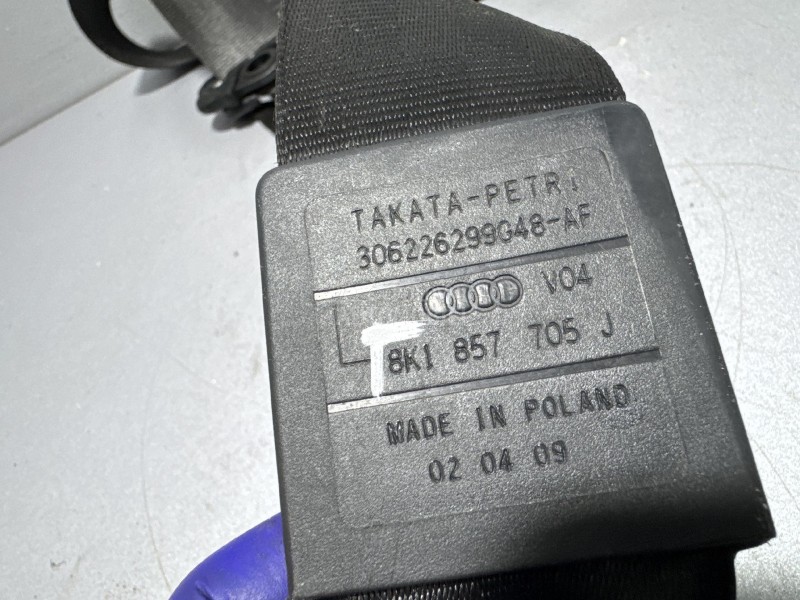 TAKATA-PETRI
306226299G48-AF
V04
8K1 857 705 J
MADE IN POLAND
02 04 09